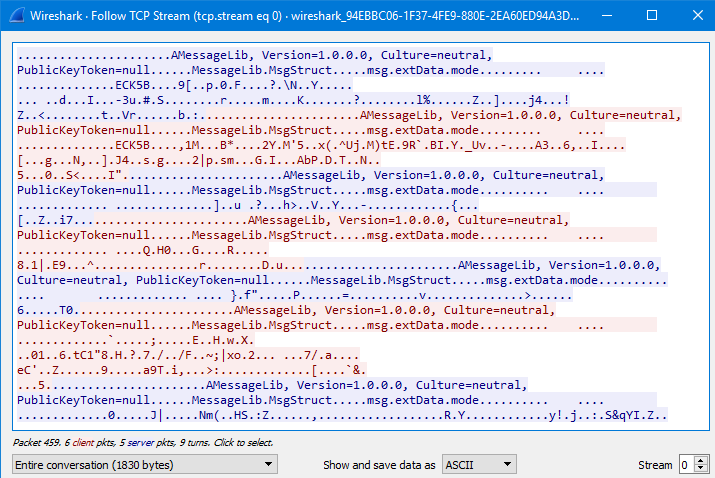 Wireshark · Follow TCP Stream (tcp.stream eq 0) · wireshark_94EBBC06-1F37-4FE9-880E-2EA60ED94A3D...
......................AMessageLib, Version=1.0.0.0, Culture=neutral,
PublicKeyToken=null......MessageLib.MsgStruct.....msg.extData.mode......... ....
..............ECK5B....9[..p.0.F....?.\N..Y.....
... ..d...I...-3u.#.S........r.....m....K.......?........l%......Z..]....j4...!
Z..<........t..Vr......b.:.......................AMessageLib, Version=1.0.0.0, Culture=neutral,
PublicKeyToken=null......MessageLib.MsgStruct.....msg.extData.mode......... ....
..............ECK5B....,1M...B*....2Y.M'5..x(.^Uj.M)tE.9R`.BI.Y._Uv..-....A3..6,..I....
[...g...N,..].J4..s.g....2|p.sm...G.I...AbP.D.T..N..
5...0..S<....I".......................AMessageLib, Version=1.0.0.0, Culture=neutral,
PublicKeyToken=null......MessageLib.MsgStruct.....msg.extData.mode......... ....
............. ..............]..u .?...h>..V..Y...-............{...
[..Z..i7.........................AMessageLib, Version=1.0.0.0, Culture=neutral,
PublicKeyToken=null......MessageLib.MsgStruct.....msg.extData.mode......... ....
............. ....Q.H0...G....R.....
8.1|.E9...^...............r........D.u..........................AMessageLib, Version=1.0.0.0,
Culture=neutral, PublicKeyToken=null......MessageLib.MsgStruct.....msg.extData.mode..........
.... ............. .... }.f".....P......=..........v..............>......
6.....T0.......................AMessageLib, Version=1.0.0.0, Culture=neutral,
PublicKeyToken=null......MessageLib.MsgStruct.....msg.extData.mode......... ....
.............`.....;.....E..H.w.X.
..01..6.tC1"8.H.?.7./../F..~;|xo.2... ...7/.a....
eC'..Z......9.....a9T.i,...>:.............[....`&.
...5.......................AMessageLib, Version=1.0.0.0, Culture=neutral,
PublicKeyToken=null......MessageLib.MsgStruct.....msg.extData.mode......... ....
.............0.....J|.....Nm(..HS.:Z......,...................R.Y............y!.j..:.S&qYI.Z..
Packet 459. 6 client pkts, 5 server pkts, 9 turns. Click to select.
Entire conversation (1830 bytes) Show and save data as ASCII Stream 0